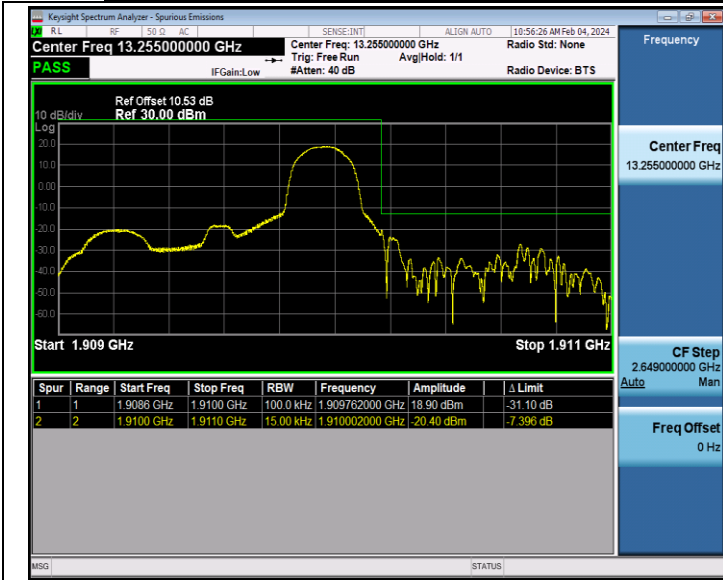 Keysight Spectrum Analyzer - Spurious Emissions
RL RF 50 Ω AC SENSE:INT ALIGN AUTO 10:56:26 AM Feb 04, 2024
Center Freq 13.255000000 GHz Center Freq: 13.255000000 GHz Radio Std: None Frequency
Trig: Free Run Avg|Hold: 1/1
PASS IFGain:Low #Atten: 40 dB Radio Device: BTS
Ref Offset 10.53 dB
10 dB/div Ref 30.00 dBm
Log
20.0
10.0
0.00
-10.0
-20.0
-30.0
-40.0
-50.0
-60.0
Start 1.909 GHz Stop 1.911 GHz
Center Freq
13.255000000 GHz
CF Step
2.649000000 GHz
Auto Man
Freq Offset
0 Hz
Spur Range Start Freq Stop Freq RBW Frequency Amplitude Δ Limit
1 1 1.9086 GHz 1.9100 GHz 100.0 kHz 1.909762000 GHz 18.90 dBm -31.10 dB
2 2 1.9100 GHz 1.9110 GHz 15.00 kHz 1.910002000 GHz -20.40 dBm -7.396 dB
MSG STATUS